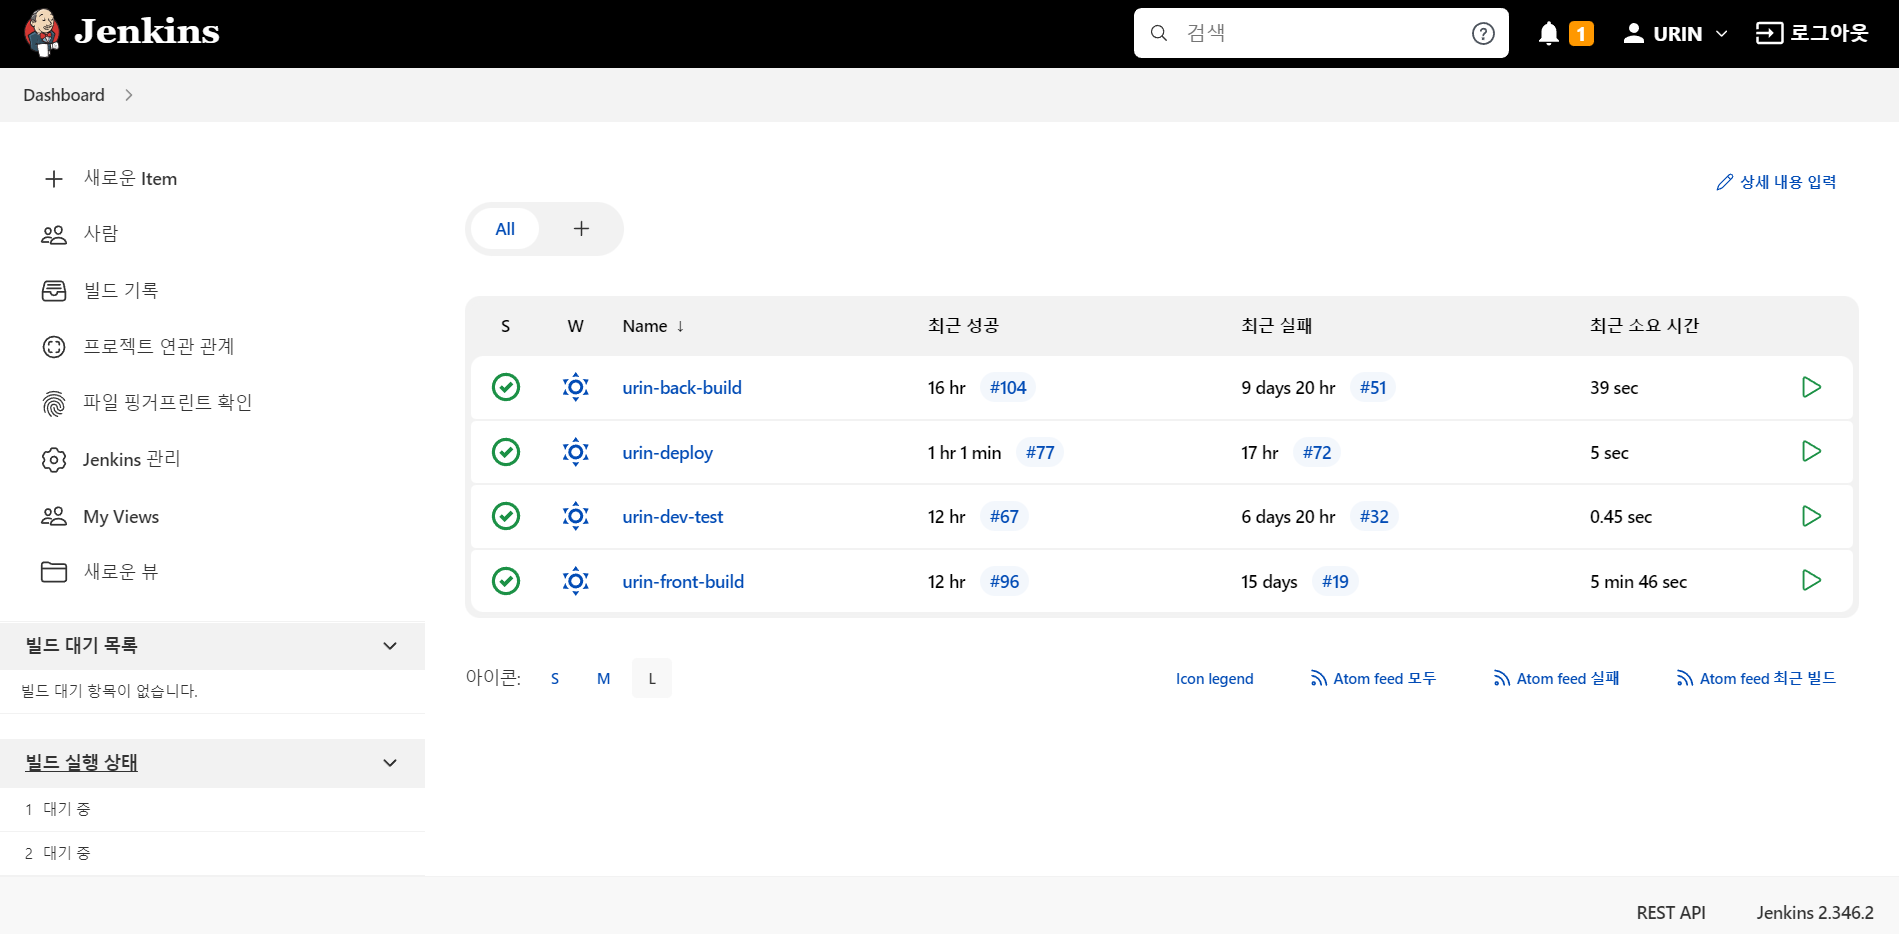 Jenkins
검색
1
URIN
로그아웃
Dashboard
새로운 Item
사람
빌드 기록
프로젝트 연관 관계
파일 핑거프린트 확인
Jenkins 관리
My Views
새로운 뷰
빌드 대기 목록
빌드 대기 항목이 없습니다.
빌드 실행 상태
1 대기 중
2 대기 중
상세 내용 입력
All +
S W Name ↓ 최근 성공 최근 실패 최근 소요 시간
urin-back-build 16 hr #104 9 days 20 hr #51 39 sec
urin-deploy 1 hr 1 min #77 17 hr #72 5 sec
urin-dev-test 12 hr #67 6 days 20 hr #32 0.45 sec
urin-front-build 12 hr #96 15 days #19 5 min 46 sec
아이콘: S M L
Icon legend Atom feed 모두 Atom feed 실패 Atom feed 최근 빌드
REST API Jenkins 2.346.2